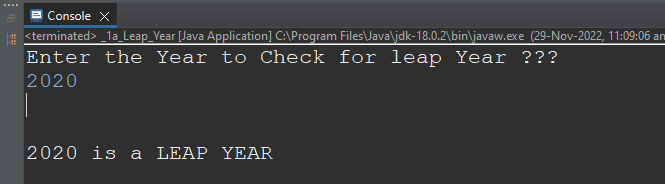 Console
<terminated> _1a_Leap_Year [Java Application] C:\Program Files\Java\jdk-18.0.2\bin\javaw.exe (29-Nov-2022, 11:09:06 am
Enter the Year to Check for leap Year ???
2020
2020 is a LEAP YEAR